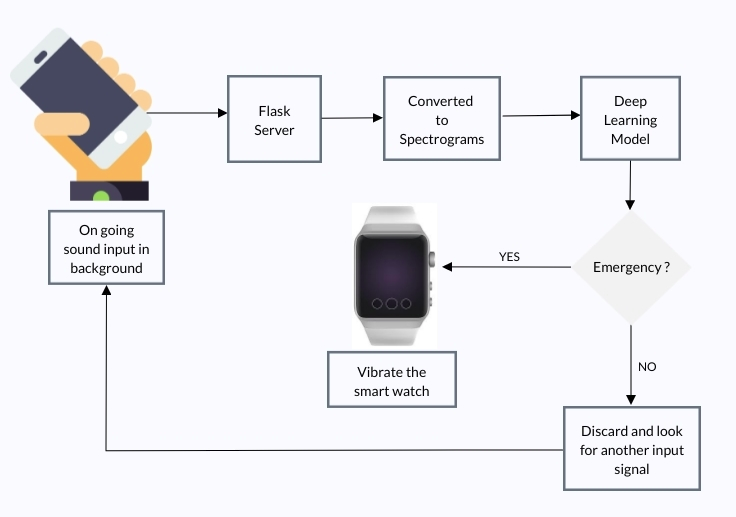 Flask
Server
Converted
to
Spectrograms
Deep
Learning
Model
On going
sound input in
background
YES
Emergency ?
Vibrate the
smart watch
NO
Discard and look
for another input
signal